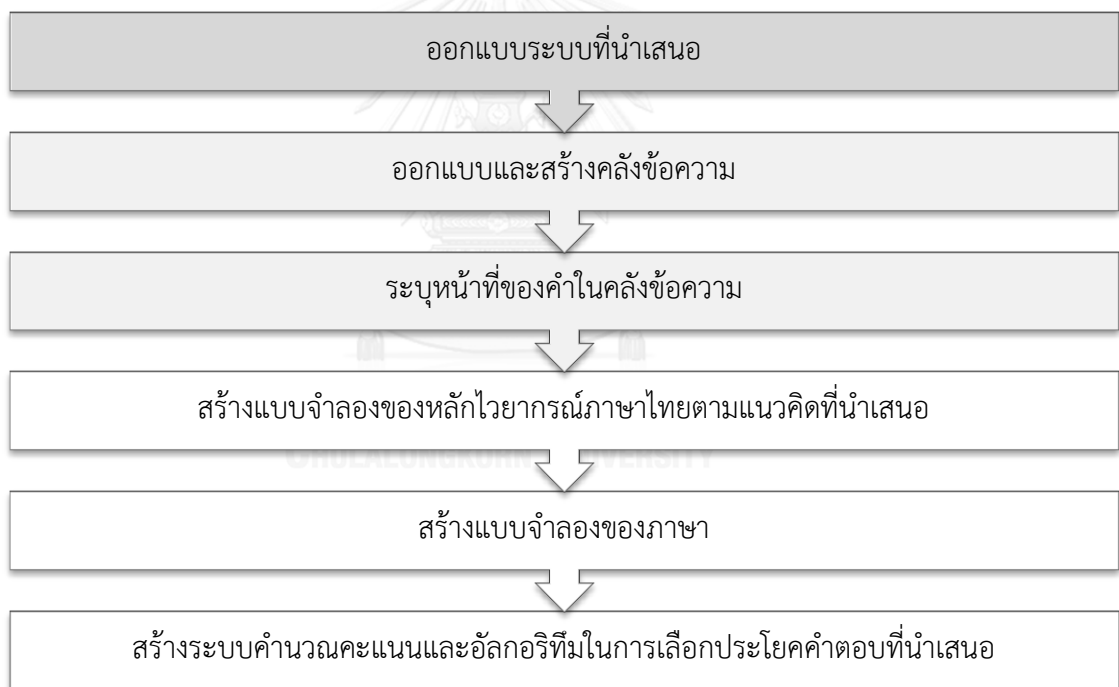 ออกแบบระบบที่นำเสนอ
ออกแบบและสร้างคลังข้อความ
ระบุหน้าที่ของคำในคลังข้อความ
สร้างแบบจำลองของหลักไวยากรณ์ภาษาไทยตามแนวคิดที่นำเสนอ
CHULALONGKORN UNIVERSITY
สร้างแบบจำลองของภาษา
สร้างระบบคำนวณคะแนนและอัลกอริทึมในการเลือกประโยคคำตอบที่นำเสนอ